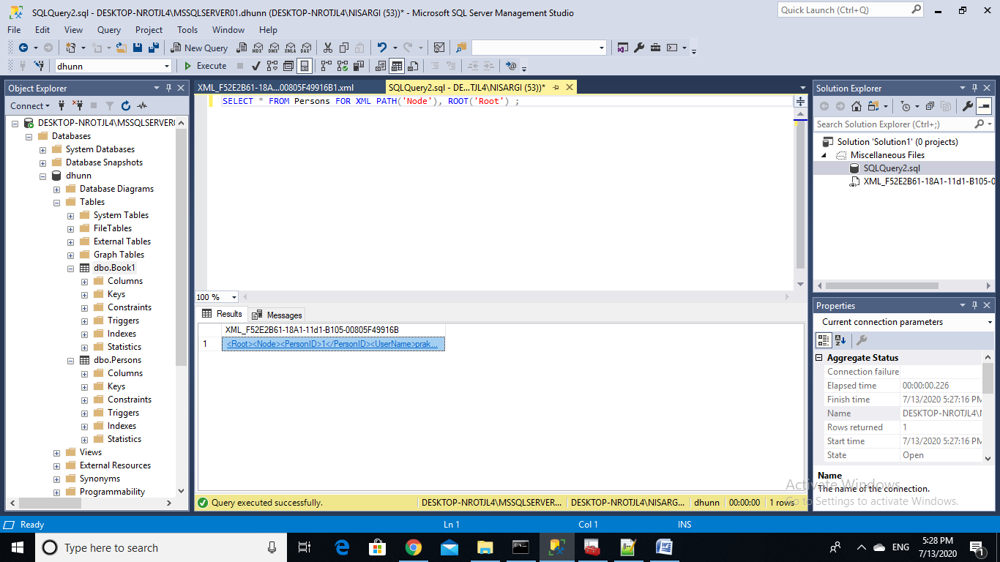 SQLQuery2.sql - DESKTOP-NROTJL4\MSSQLSERVER01.dhunn (DESKTOP-NROTJL4\NISARGI (53))* - Microsoft SQL Server Management Studio
Quick Launch (Ctrl+Q)
File Edit View Query Project Tools Window Help
New Query MDX DMX XMLA DAX
dhunn Execute
Object Explorer
Connect
DESKTOP-NROTJL4\MSSQLSERVER(
Databases
System Databases
Database Snapshots
dhunn
Database Diagrams
Tables
System Tables
FileTables
External Tables
Graph Tables
dbo.Book1
Columns
Keys
Constraints
Triggers
Indexes
Statistics
dbo.Persons
Columns
Keys
Constraints
Triggers
Indexes
Statistics
Views
External Resources
Synonyms
Programmability
XML_F52E2B61-18A...00805F49916B1.xml SQLQuery2.sql - DE...TJL4\NISARGI (53))*
SELECT * FROM Persons FOR XML PATH('Node'), ROOT('Root') ;
100 %
Results Messages
XML_F52E2B61-18A1-11d1-B105-00805F49916B
1 <Root><Node><PersonID>1</PersonID><UserName>prak...
Query executed successfully. DESKTOP-NROTJL4\MSSQLSERVER... DESKTOP-NROTJL4\NISARG... dhunn 00:00:00 1 rows
Solution Explorer
Search Solution Explorer (Ctrl+;)
Solution 'Solution1' (0 projects)
Miscellaneous Files
SQLQuery2.sql
XML_F52E2B61-18A1-11d1-B105-0
Properties
Current connection parameters
Aggregate Status
Connection failure
Elapsed time 00:00:00.226
Finish time 7/13/2020 5:27:16 PM
Name DESKTOP-NROTJL4\
Rows returned 1
Start time 7/13/2020 5:27:16 PM
State Open
Name
The name of the connection.
Activate Windows
Go to Settings to activate Windows.
Ready Ln 1 Col 1 INS
Type here to search
ENG
5:28 PM
7/13/2020
1